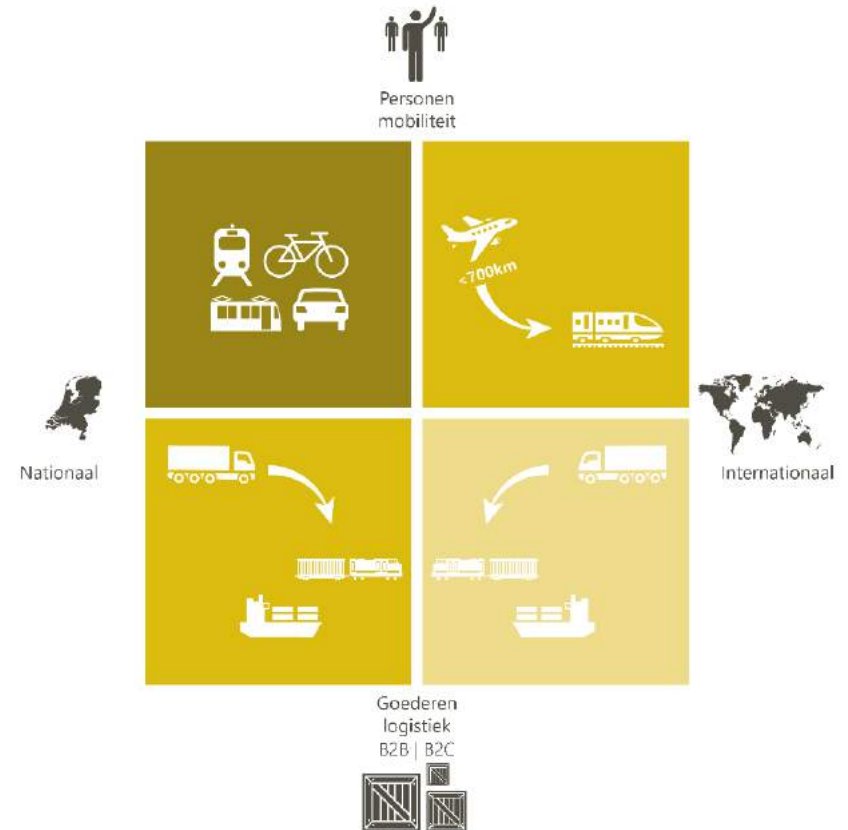 Personen
mobiliteit
<700km
Nationaal
Internationaal
Goederen
logistiek
B2B | B2C